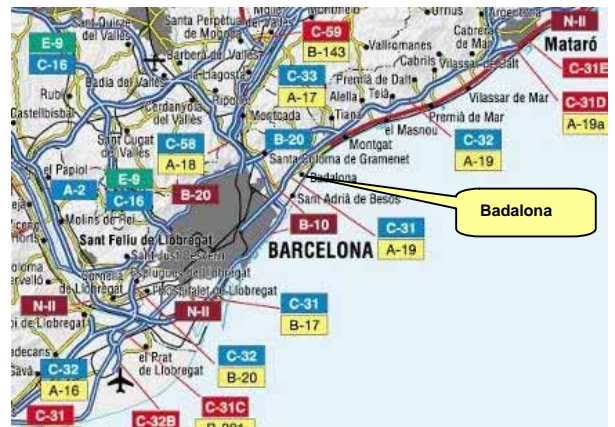 Santa Perpètua
de Mogoda
Sant Quirze
del Vallès
Barberà del Vallès
C-59
B-143
Montmeló
Vallromanes
Cabrera
de Mar
Argentona
N-II
Mataró
E-9
C-16
la Llagosta
C-33
A-17
Cabrils
Vilassar de Dalt
C-31E
Premià de Dalt
Rubí
Badia del Vallès
Ripollet
Alella
Teià
Vilassar de Mar
C-31D
A-19a
Castellbisbal
Cerdanyola
del Vallès
Montcada
Tiana
Premià de Mar
el Masnou
Sant Cugat
del Vallès
C-58
A-18
B-20
Montgat
C-32
A-19
el Papiol
Santa Coloma de Gramenet
A-2
E-9
C-16
B-20
Badalona
Sant Adrià de Besòs
Badalona
Molins de Rei
B-10
C-31
A-19
Sant Feliu de Llobregat
BARCELONA
Sant Just Desvern
Cornellà
de Llobregat
Esplugues de Llobregat
l'Hospitalet de Llobregat
N-II
N-II
C-31
B-17
de Llobregat
C-32
B-20
el Prat
de Llobregat
C-32
A-16
C-31
C-32B
C-31C